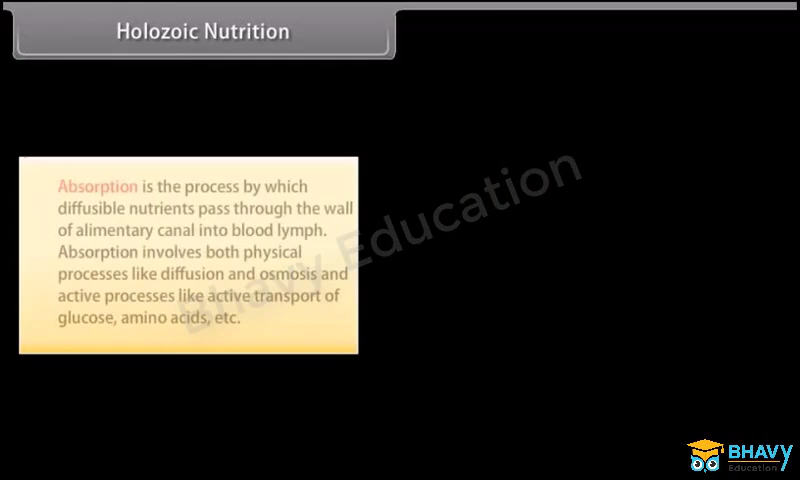 Holozoic Nutrition
Absorption is the process by which
diffusible nutrients pass through the wall
of alimentary canal into blood lymph.
Absorption involves both physical
processes like diffusion and osmosis and
active processes like active transport of
glucose, amino acids, etc.
Bhavy Education
BHAVY
Education